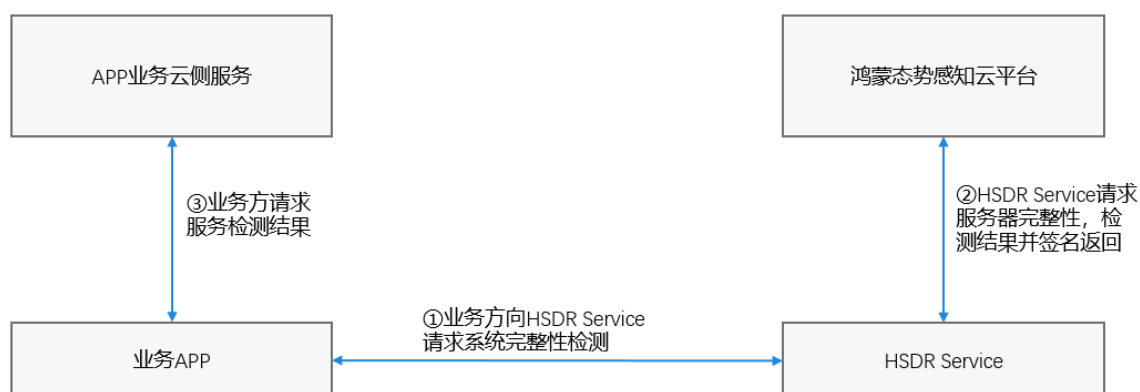 APP业务云侧服务
鸿蒙态势感知云平台
③业务方请求
服务检测结果
②HSDR Service请求
服务器完整性，检
测结果并签名返回
①业务方向HSDR Service
请求系统完整性检测
业务APP
HSDR Service